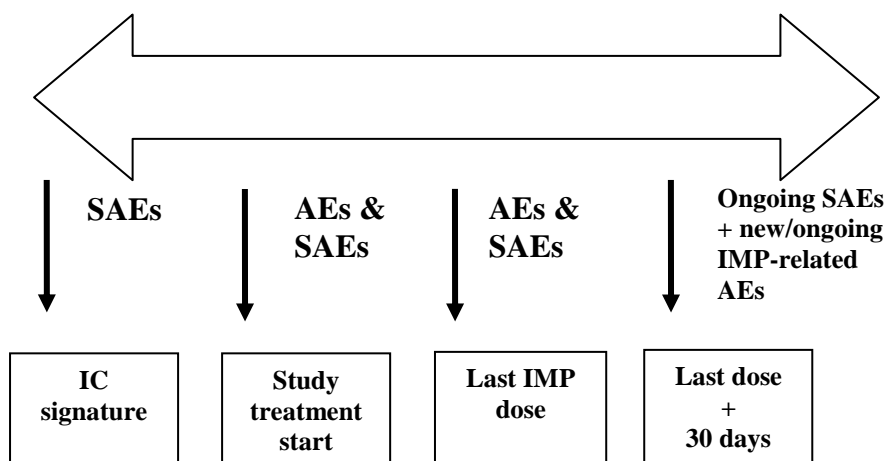 SAEs
AEs &
SAEs
AEs &
SAEs
Ongoing SAEs
+ new/ongoing
IMP-related
AEs
IC
signature
Study
treatment
start
Last IMP
dose
Last dose
+
30 days